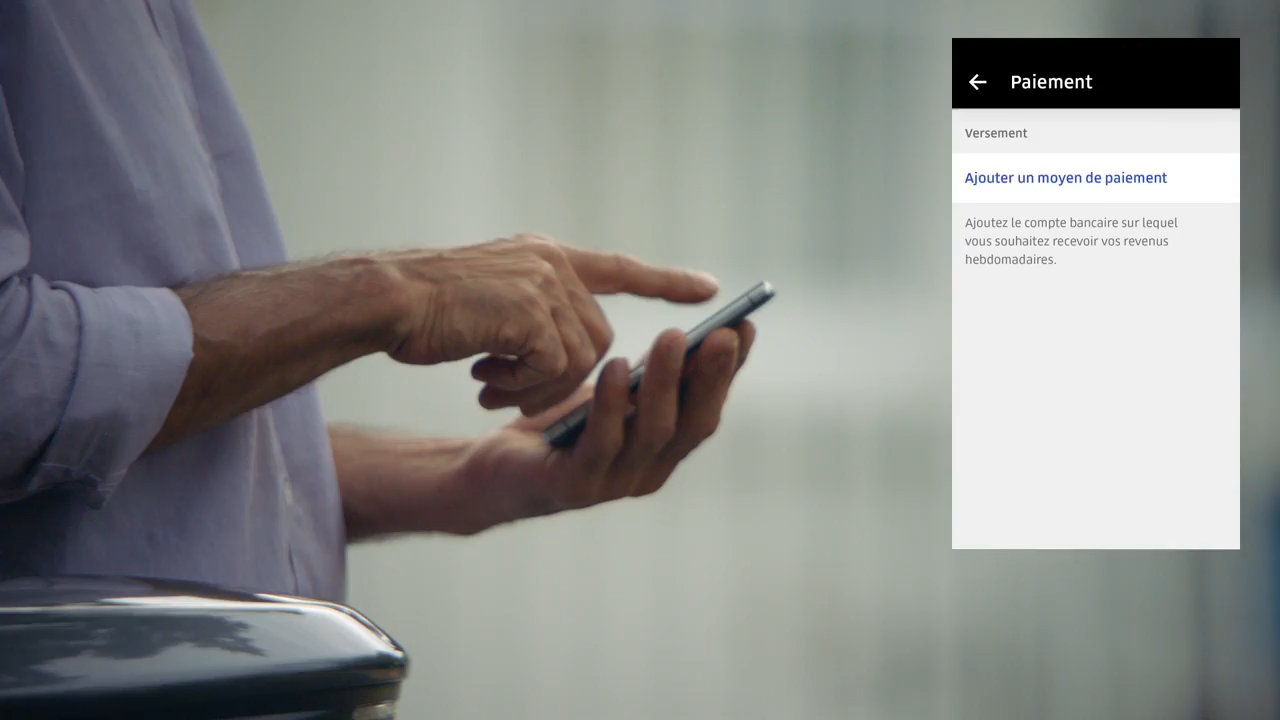 Paiement
Versement
Ajouter un moyen de paiement
Ajoutez le compte bancaire sur lequel
vous souhaitez recevoir vos revenus
hebdomadaires.